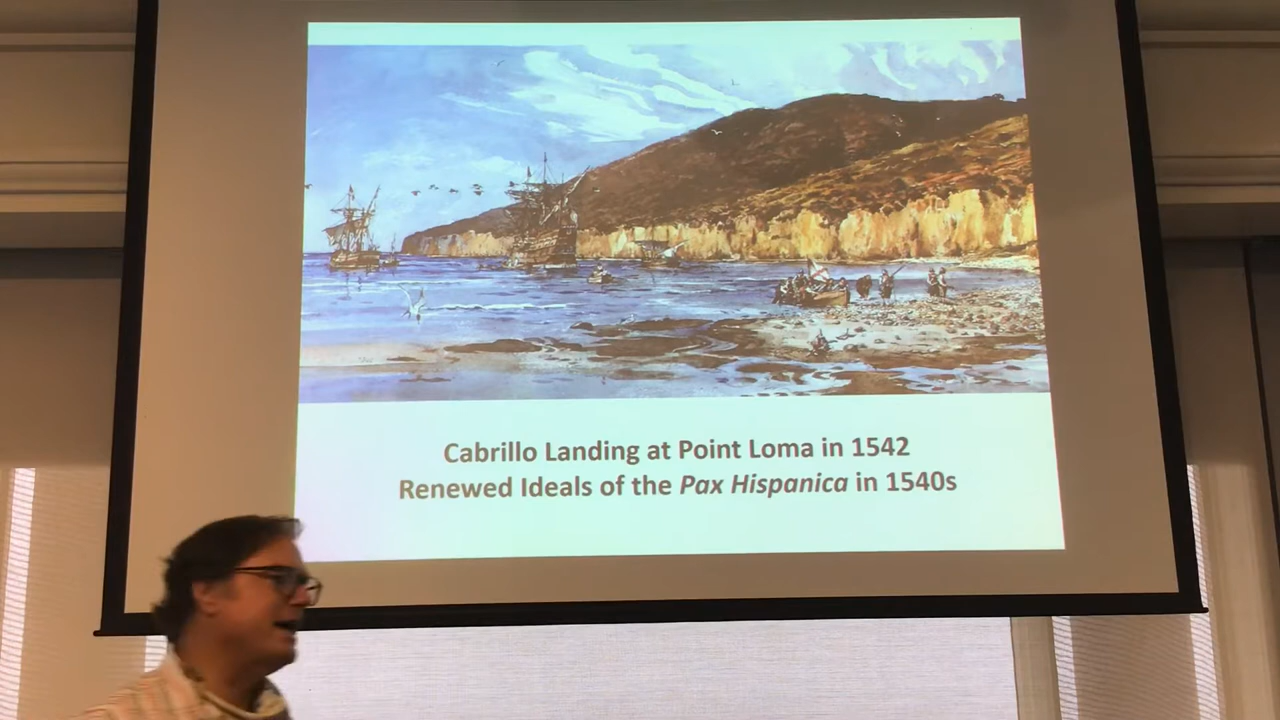 Cabrillo Landing at Point Loma in 1542
Renewed Ideals of the Pax Hispanica in 1540s